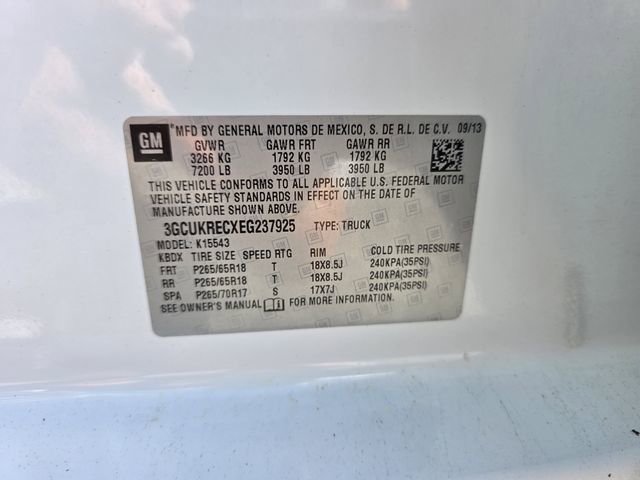 GM
*MFD BY GENERAL MOTORS DE MEXICO, S. DE R.L. DE C.V. 09/13
GVWR GAWR FRT GAWR RR
3266 KG 1792 KG 1792 KG
7200 LB 3950 LB 3950 LB
THIS VEHICLE CONFORMS TO ALL APPLICABLE U.S. FEDERAL MOTOR
VEHICLE SAFETY STANDARDS IN EFFECT ON THE DATE OF
MANUFACTURE SHOWN ABOVE.
3GCUKRECXEG237925 TYPE: TRUCK
MODEL: K15543
KBDX TIRE SIZE SPEED RTG RIM COLD TIRE PRESSURE
FRT P265/65R18 T 18X8.5J 240KPA(35PSI)
RR P265/65R18 T 18X8.5J 240KPA(35PSI)
SPA P265/70R17 S 17X7J 240KPA(35PSI)
SEE OWNER'S MANUAL FOR MORE INFORMATION